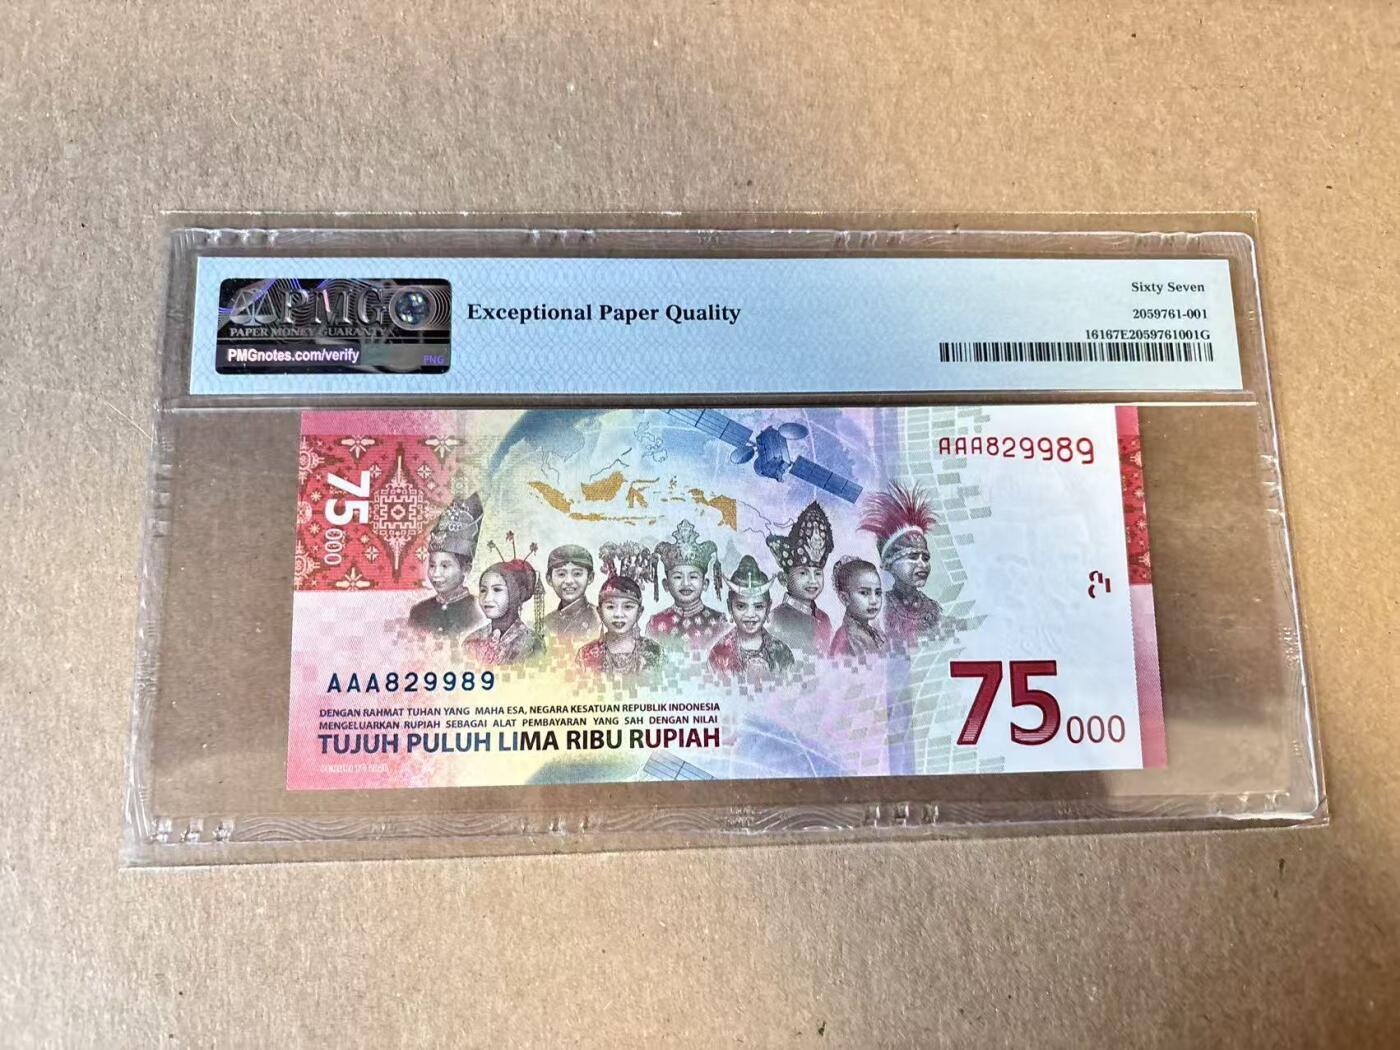 PMG
PAPER MONEY GUARANTY
PMGnotes.com/verify
PNG
Exceptional Paper Quality
Sixty Seven
2059761-001
16167E2059761001G
75000
AAA829989
AAA829989
DENGAN RAHMAT TUHAN YANG MAHA ESA, NEGARA KESATUAN REPUBLIK INDONESIA
MENGELUARKAN RUPIAH SEBAGAI ALAT PEMBAYARAN YANG SAH DENGAN NILAI
TUJUH PULUH LIMA RIBU RUPIAH
75000